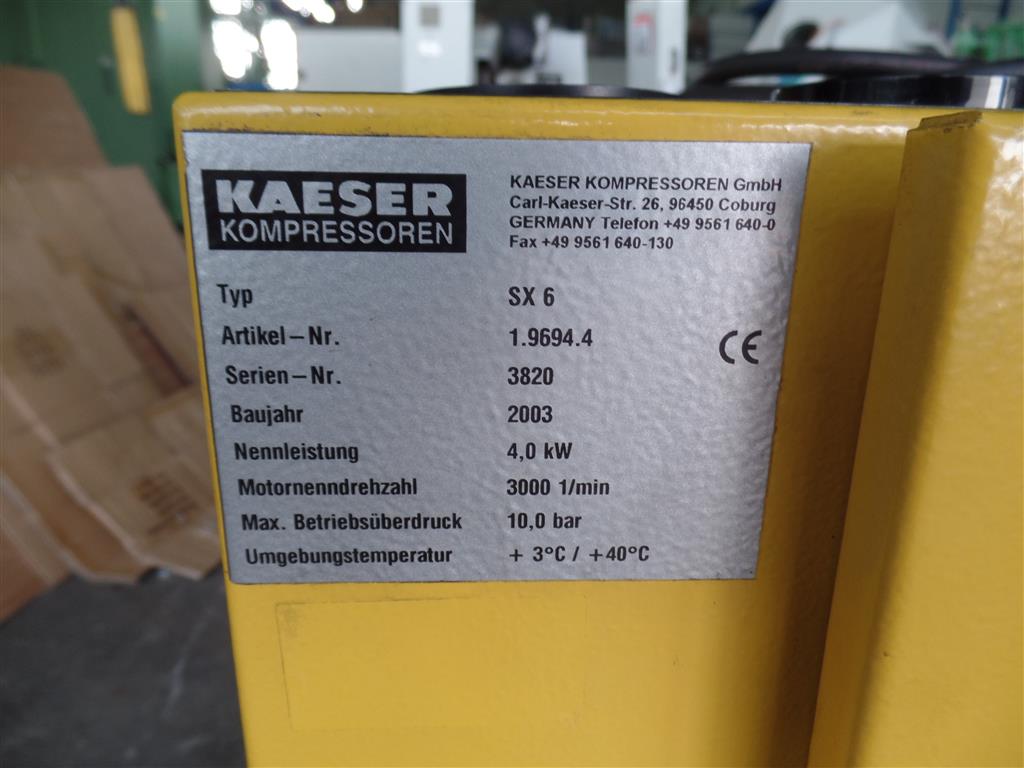 KAESER
KOMPRESSOREN
KAESER KOMPRESSOREN GmbH
Carl-Kaeser-Str. 26, 96450 Coburg
GERMANY Telefon +49 9561 640-0
Fax +49 9561 640-130
Typ SX 6
Artikel-Nr. 1.9694.4
Serien-Nr. 3820
Baujahr 2003
Nennleistung 4,0 kW
Motornenndrehzahl 3000 1/min
Max. Betriebsüberdruck 10,0 bar
Umgebungstemperatur + 3°C / +40°C
CE